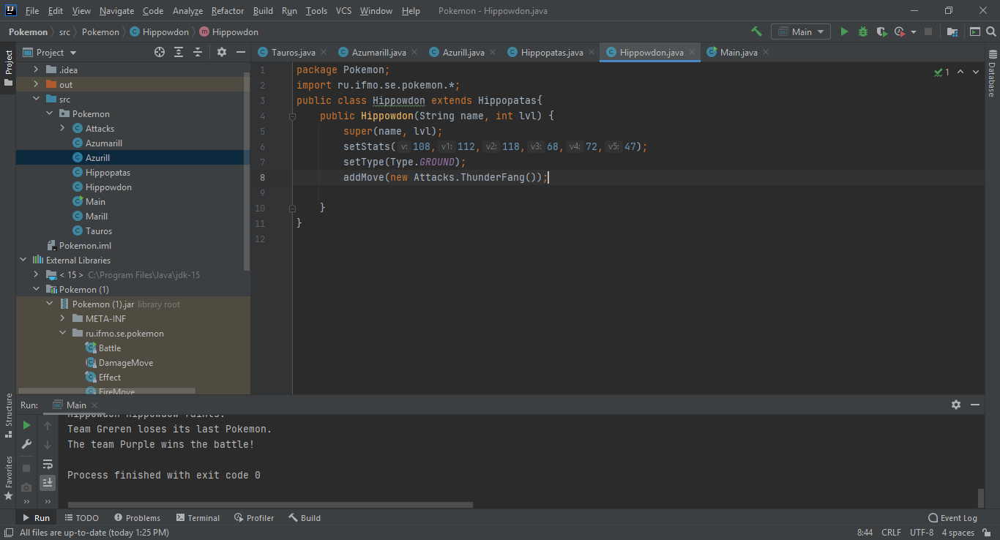 File Edit View Navigate Code Analyze Refactor Build Run Tools VCS Window Help Pokemon - Hippowdon.java
Pokemon src Pokemon Hippowdon Hippowdon Main
Project Tauros.java Azumarill.java Azurill.java Hippopatas.java Hippowdon.java Main.java
Project
.idea
out
src
Pokemon
Attacks
Azumarill
Azurill
Hippopatas
Hippowdon
Main
Marill
Tauros
Pokemon.iml
External Libraries
< 15 > C:\Program Files\Java\jdk-15
Pokemon (1)
Pokemon (1).jar library root
META-INF
ru.ifmo.se.pokemon
Battle
DamageMove
Effect
FireMove
Structure
Favorites
1 package Pokemon;
2 import ru.ifmo.se.pokemon.*;
3 public class Hippowdon extends Hippopatas{
4 public Hippowdon(String name, int lvl) {
5 super(name, lvl);
6 setStats( v: 108, v1: 112, v2: 118, v3: 68, v4: 72, v5: 47);
7 setType(Type.GROUND);
8 addMove(new Attacks.ThunderFang());
9
10 }
11 }
12
1
Database
Run: Main
Hippowdon Hippowdow faints.
Team Greren loses its last Pokemon.
The team Purple wins the battle!
Process finished with exit code 0
Run TODO Problems Terminal Profiler Build Event Log
All files are up-to-date (today 1:25 PM) 8:44 CRLF UTF-8 4 spaces